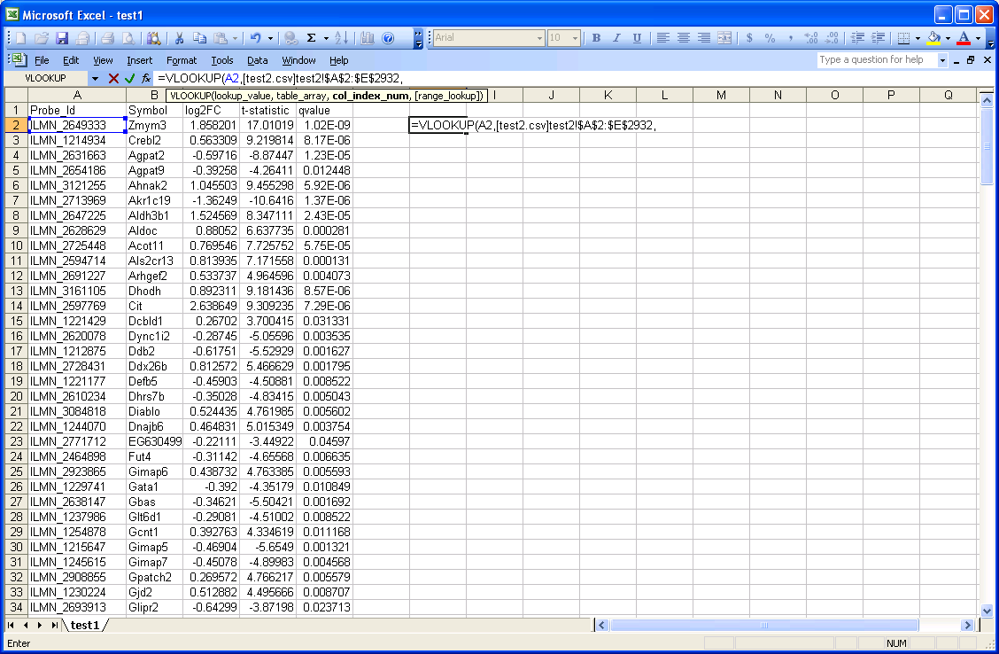 Microsoft Excel - test1
Arial 10 B I U $ % ,
File Edit View Insert Format Tools Data Window Help Type a question for help
VLOOKUP fx =VLOOKUP(A2,[test2.csv]test2!$A$2:$E$2932,
VLOOKUP(lookup_value, table_array, col_index_num, [range_lookup])
A B I J K L M N O P Q
1 Probe_Id Symbol log2FC t-statistic qvalue
2 ILMN_2649333 Zmym3 1.858201 17.01019 1.02E-09 =VLOOKUP(A2,[test2.csv]test2!$A$2:$E$2932,
3 ILMN_1214934 Crebl2 0.563309 9.219814 8.17E-06
4 ILMN_2631663 Agpat2 -0.59716 -8.87447 1.23E-05
5 ILMN_2654186 Agpat9 -0.39258 -4.26411 0.012448
6 ILMN_3121255 Ahnak2 1.045503 9.455298 5.92E-06
7 ILMN_2713969 Akr1c19 -1.36249 -10.6416 1.37E-06
8 ILMN_2647225 Aldh3b1 1.524569 8.347111 2.43E-05
9 ILMN_2628629 Aldoc 0.88052 6.637735 0.000281
10 ILMN_2725448 Acot11 0.769546 7.725752 5.75E-05
11 ILMN_2594714 Als2cr13 0.813935 7.171558 0.000131
12 ILMN_2691227 Arhgef2 0.533737 4.964596 0.004073
13 ILMN_3161105 Dhodh 0.892311 9.181436 8.57E-06
14 ILMN_2597769 Cit 2.638649 9.309235 7.29E-06
15 ILMN_1221429 Dcbld1 0.26702 3.700415 0.031331
16 ILMN_2620078 Dync1i2 -0.28745 -5.05596 0.003535
17 ILMN_1212875 Ddb2 -0.61751 -5.52929 0.001627
18 ILMN_2728431 Ddx26b 0.812572 5.466629 0.001795
19 ILMN_1221177 Defb5 -0.45903 -4.50881 0.008522
20 ILMN_2610234 Dhrs7b -0.35028 -4.83415 0.005043
21 ILMN_3084818 Diablo 0.524435 4.761985 0.005602
22 ILMN_1244070 Dnajb6 0.464831 5.015349 0.003754
23 ILMN_2771712 EG630499 -0.22111 -3.44922 0.04597
24 ILMN_2464898 Fut4 -0.31142 -4.65568 0.006635
25 ILMN_2923865 Gimap6 0.438732 4.763385 0.005593
26 ILMN_1229741 Gata1 -0.392 -4.35179 0.010849
27 ILMN_2638147 Gbas -0.34621 -5.50421 0.001692
28 ILMN_1237986 Glt6d1 -0.29081 -4.51002 0.008522
29 ILMN_1254878 Gcnt1 0.392763 4.334619 0.011168
30 ILMN_1215647 Gimap5 -0.46904 -5.6549 0.001321
31 ILMN_1245615 Gimap7 -0.45078 -4.89983 0.004568
32 ILMN_2908855 Gpatch2 0.269572 4.766217 0.005579
33 ILMN_1230224 Gjd2 0.512882 4.495666 0.008707
34 ILMN_2693913 Glipr2 -0.64299 -3.87198 0.023713
test1
Enter NUM